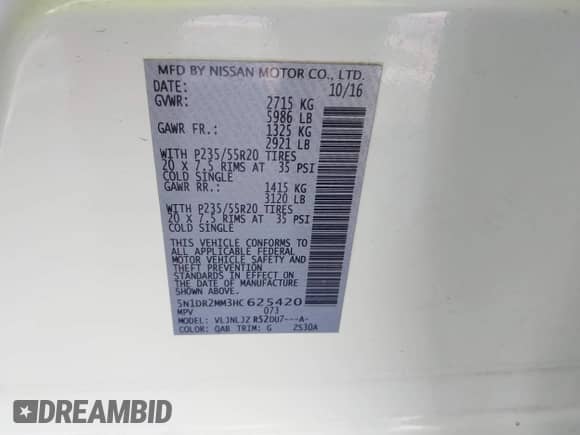 MFD BY NISSAN MOTOR CO., LTD.
DATE: 10/16
GVWR: 2715 KG
5986 LB
GAWR FR.: 1325 KG
2921 LB
WITH P235/55R20 TIRES
20 X 7.5 RIMS AT 35 PSI
COLD SINGLE
GAWR RR.: 1415 KG
3120 LB
WITH P235/55R20 TIRES
20 X 7.5 RIMS AT 35 PSI
COLD SINGLE
THIS VEHICLE CONFORMS TO
ALL APPLICABLE FEDERAL
MOTOR VEHICLE SAFETY AND
THEFT PREVENTION
STANDARDS IN EFFECT ON
THE DATE OF MANUFACTURE
SHOWN ABOVE.
5N1DR2MM3HC 625420
MPV 073
MODEL: VLJNLJZ R52DU7---A-
COLOR: QAB TRIM: G 2S30A
DREAMBID